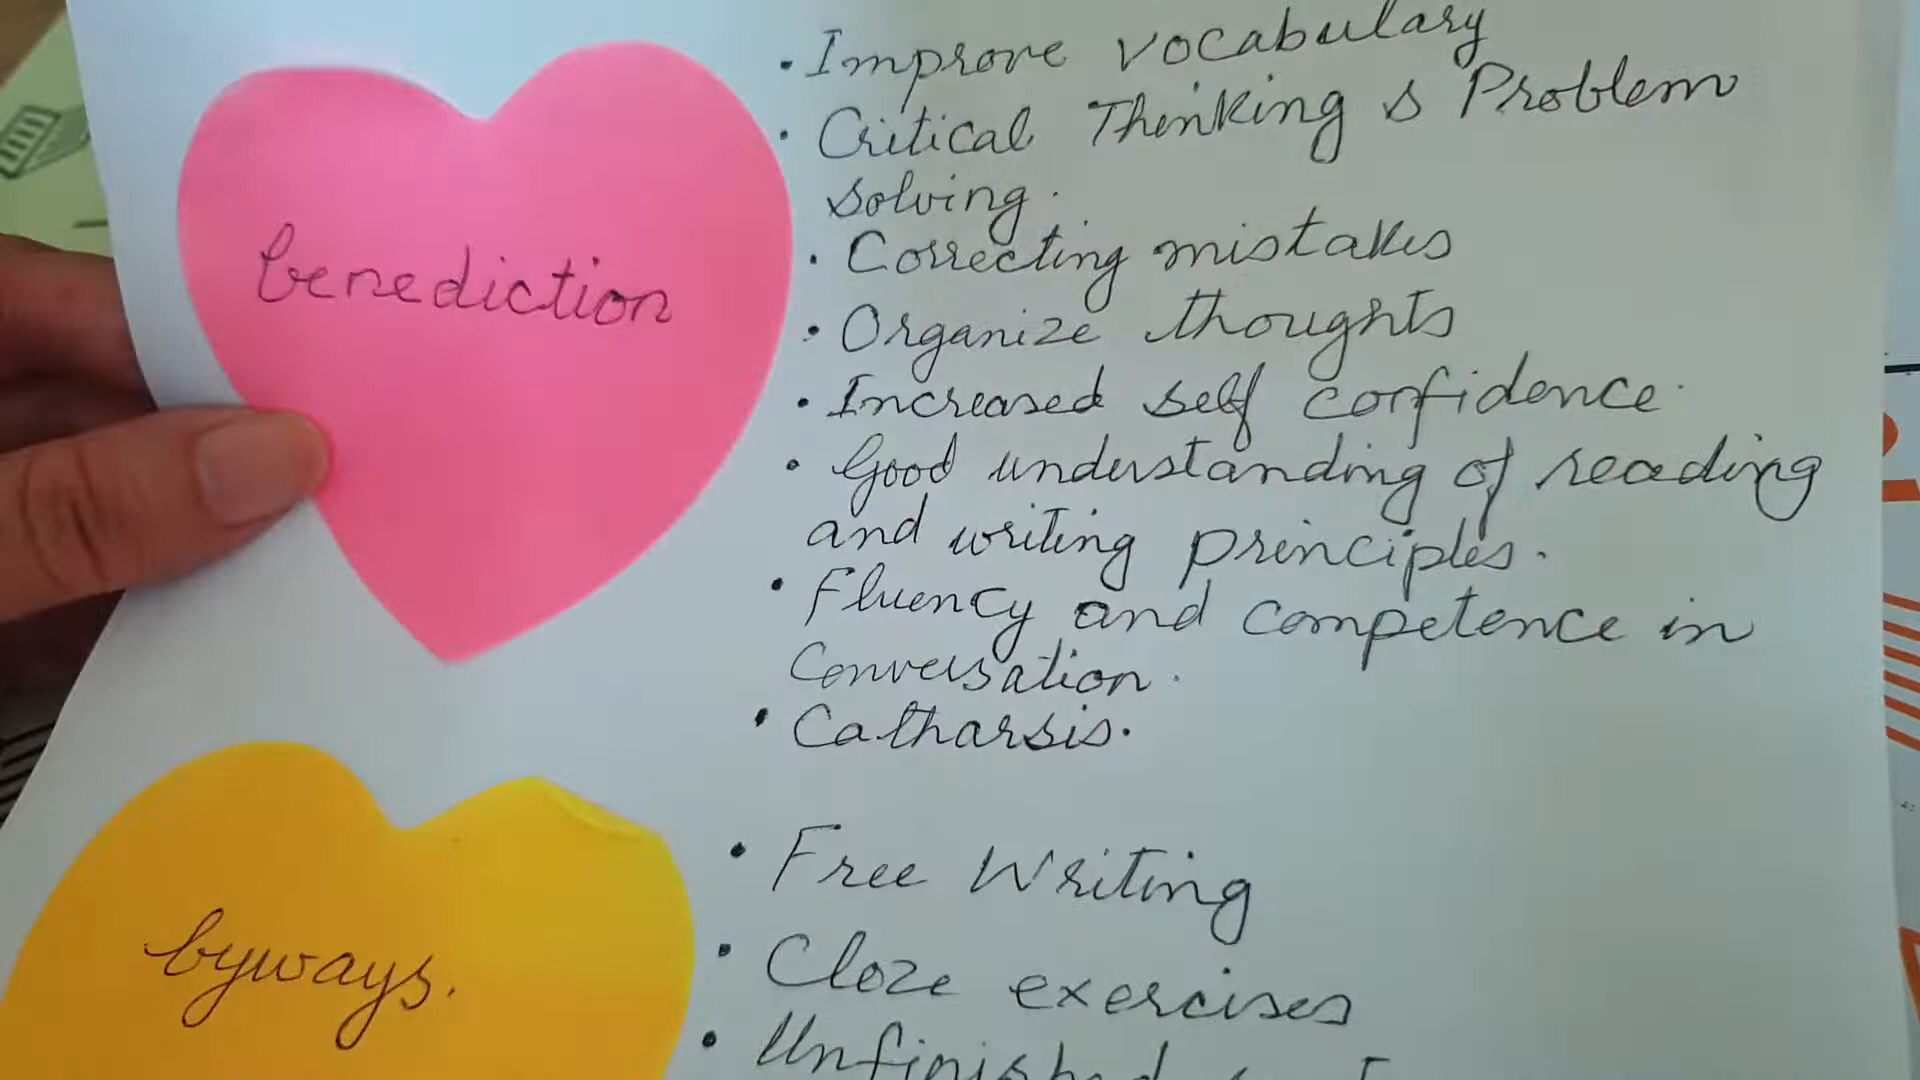 benediction
• Improve vocabulary
• Critical Thinking & Problem
solving.
• Correcting mistakes
• Organize thoughts
• Increased self confidence.
• Good understanding of reading
and writing principles.
• Fluency and competence in
Conversation.
• Catharsis.
byways.
• Free Writing
• Cloze exercises
• Unfinished